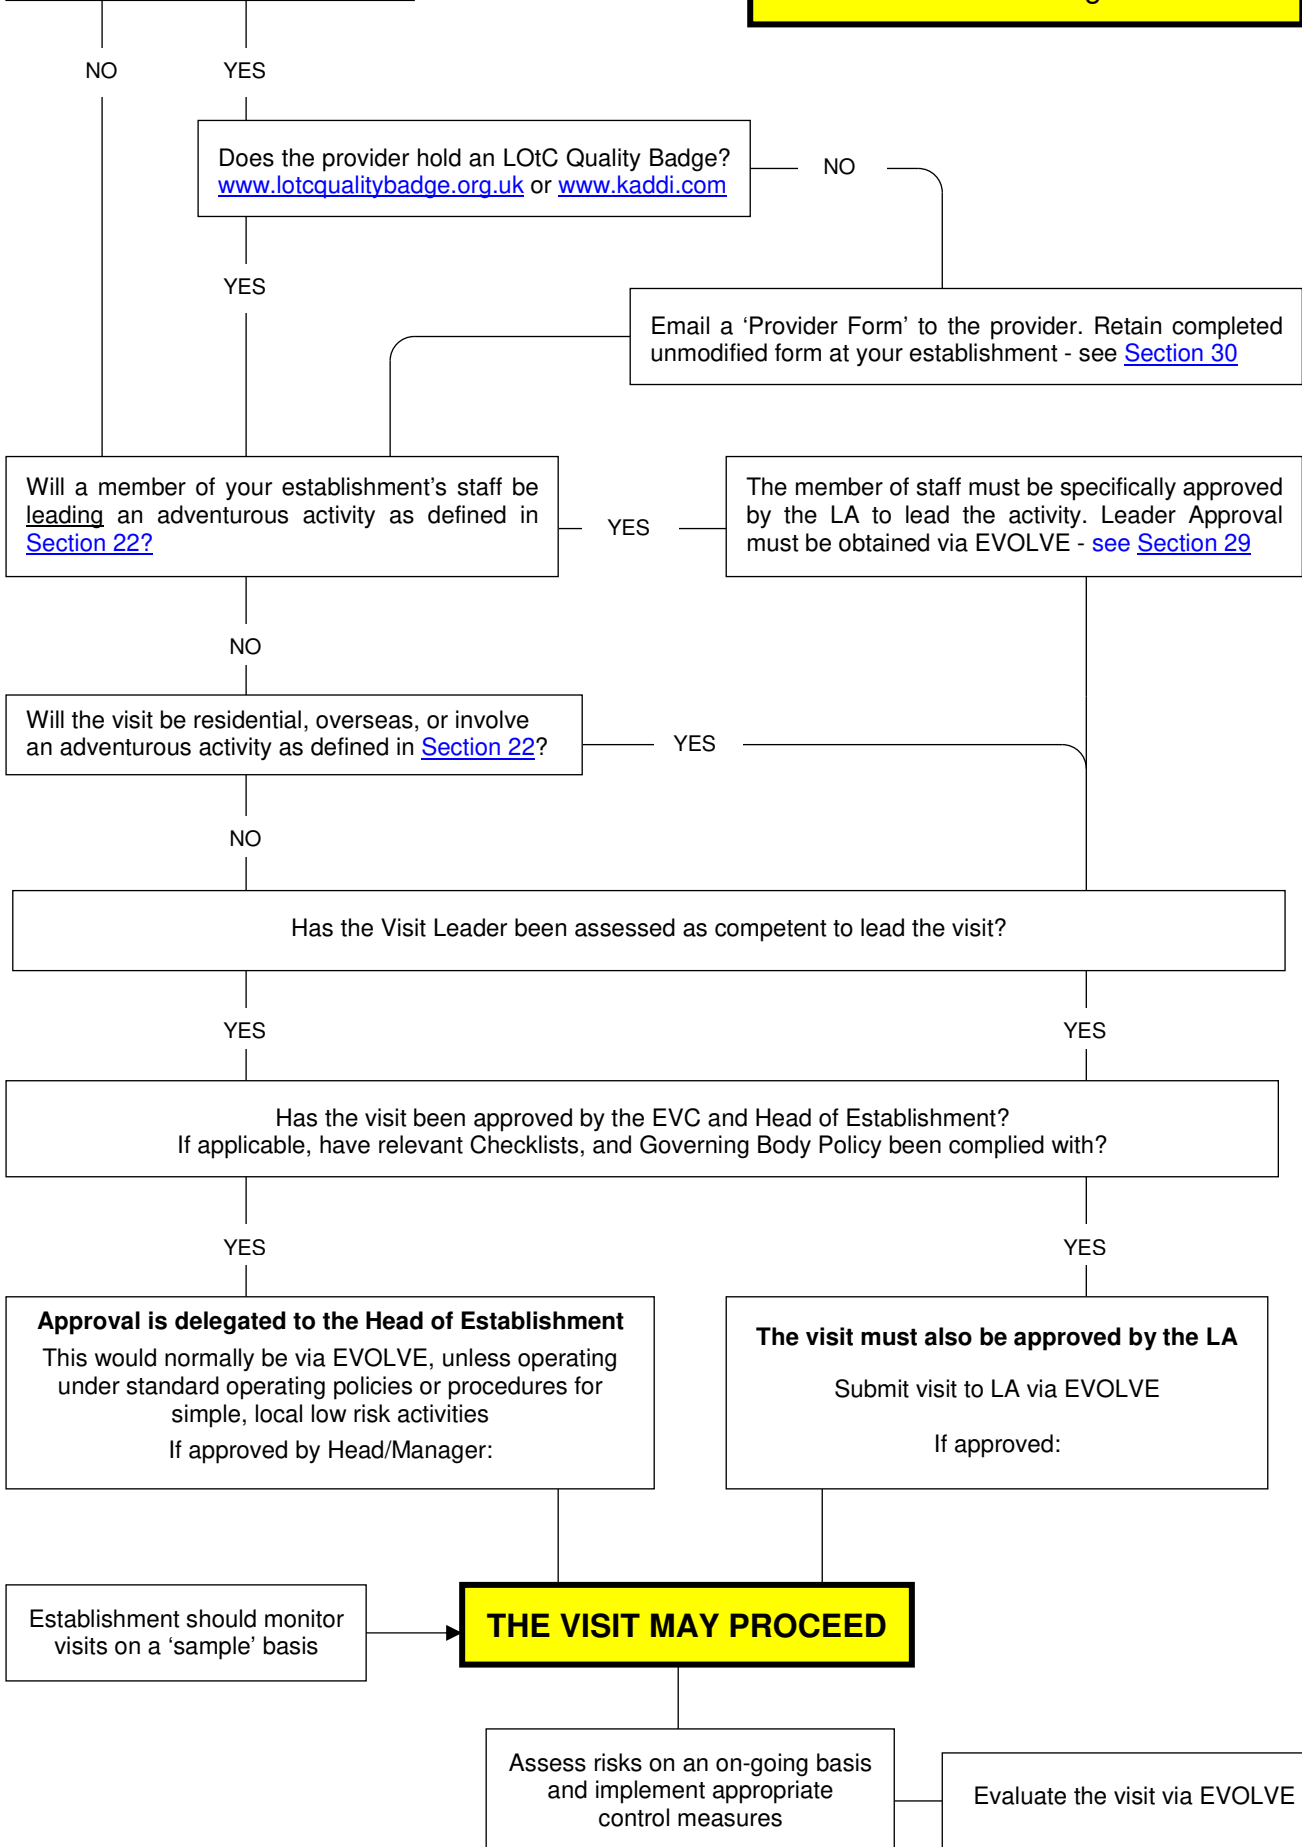 NO
YES
Does the provider hold an LOtC Quality Badge?
www.lotcqualitybadge.org.uk or www.kaddi.com
NO
YES
Email a ‘Provider Form’ to the provider. Retain completed
unmodified form at your establishment - see Section 30
Will a member of your establishment’s staff be
leading an adventurous activity as defined in
Section 22?
YES
The member of staff must be specifically approved
by the LA to lead the activity. Leader Approval
must be obtained via EVOLVE - see Section 29
NO
Will the visit be residential, overseas, or involve
an adventurous activity as defined in Section 22?
YES
NO
Has the Visit Leader been assessed as competent to lead the visit?
YES
YES
Has the visit been approved by the EVC and Head of Establishment?
If applicable, have relevant Checklists, and Governing Body Policy been complied with?
YES
YES
Approval is delegated to the Head of Establishment
This would normally be via EVOLVE, unless operating
under standard operating policies or procedures for
simple, local low risk activities
If approved by Head/Manager:
The visit must also be approved by the LA
Submit visit to LA via EVOLVE
If approved:
Establishment should monitor
visits on a ‘sample’ basis
THE VISIT MAY PROCEED
Assess risks on an on-going basis
and implement appropriate
control measures
Evaluate the visit via EVOLVE